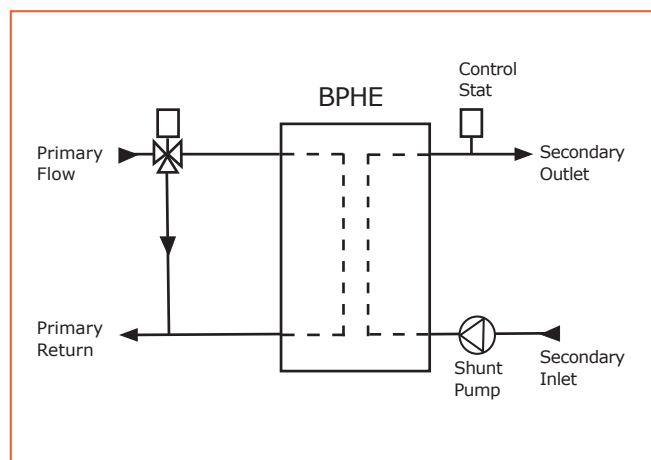 BPHE
Control
Stat
Primary
Flow
Secondary
Outlet
Primary
Return
Shunt
Pump
Secondary
Inlet